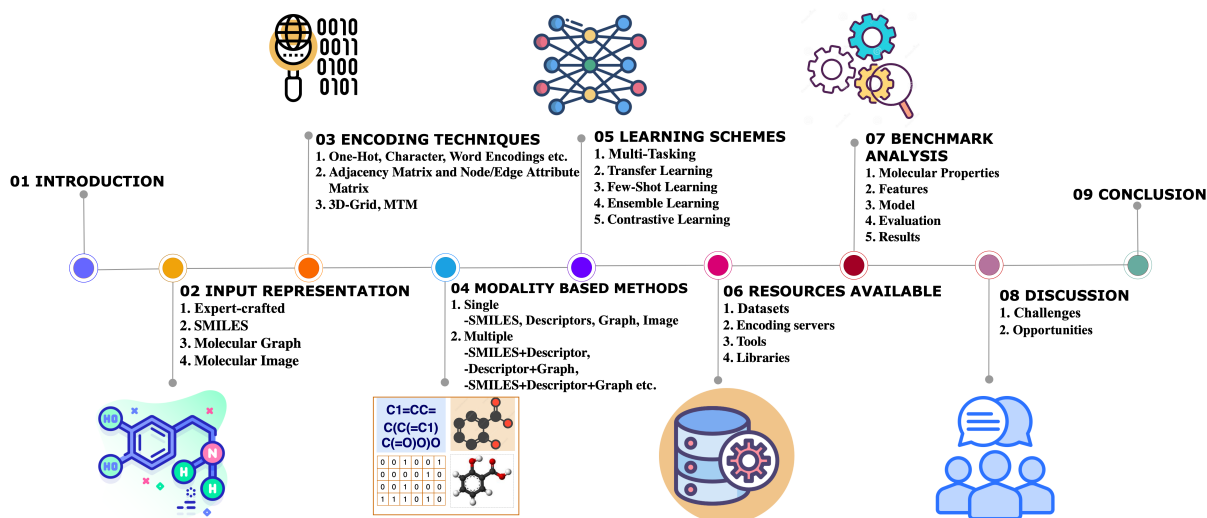 0010
0011
0100
0101
01 INTRODUCTION
02 INPUT REPRESENTATION
1. Expert-crafted
2. SMILES
3. Molecular Graph
4. Molecular Image
HO
HO
N
H
H
03 ENCODING TECHNIQUES
1. One-Hot, Character, Word Encodings etc.
2. Adjacency Matrix and Node/Edge Attribute
Matrix
3. 3D-Grid, MTM
04 MODALITY BASED METHODS
1. Single
-SMILES, Descriptors, Graph, Image
2. Multiple
-SMILES+Descriptor,
-Descriptor+Graph,
-SMILES+Descriptor+Graph etc.
C1=CC=
C(C(=C1)
C(=O)O)O
0 0 1 0 0 1
0 0 0 0 1 0
0 1 0 0 1 0
1 1 1 0 1 0
05 LEARNING SCHEMES
1. Multi-Tasking
2. Transfer Learning
3. Few-Shot Learning
4. Ensemble Learning
5. Contrastive Learning
06 RESOURCES AVAILABLE
1. Datasets
2. Encoding servers
3. Tools
4. Libraries
07 BENCHMARK
ANALYSIS
1. Molecular Properties
2. Features
3. Model
4. Evaluation
5. Results
08 DISCUSSION
1. Challenges
2. Opportunities
09 CONCLUSION